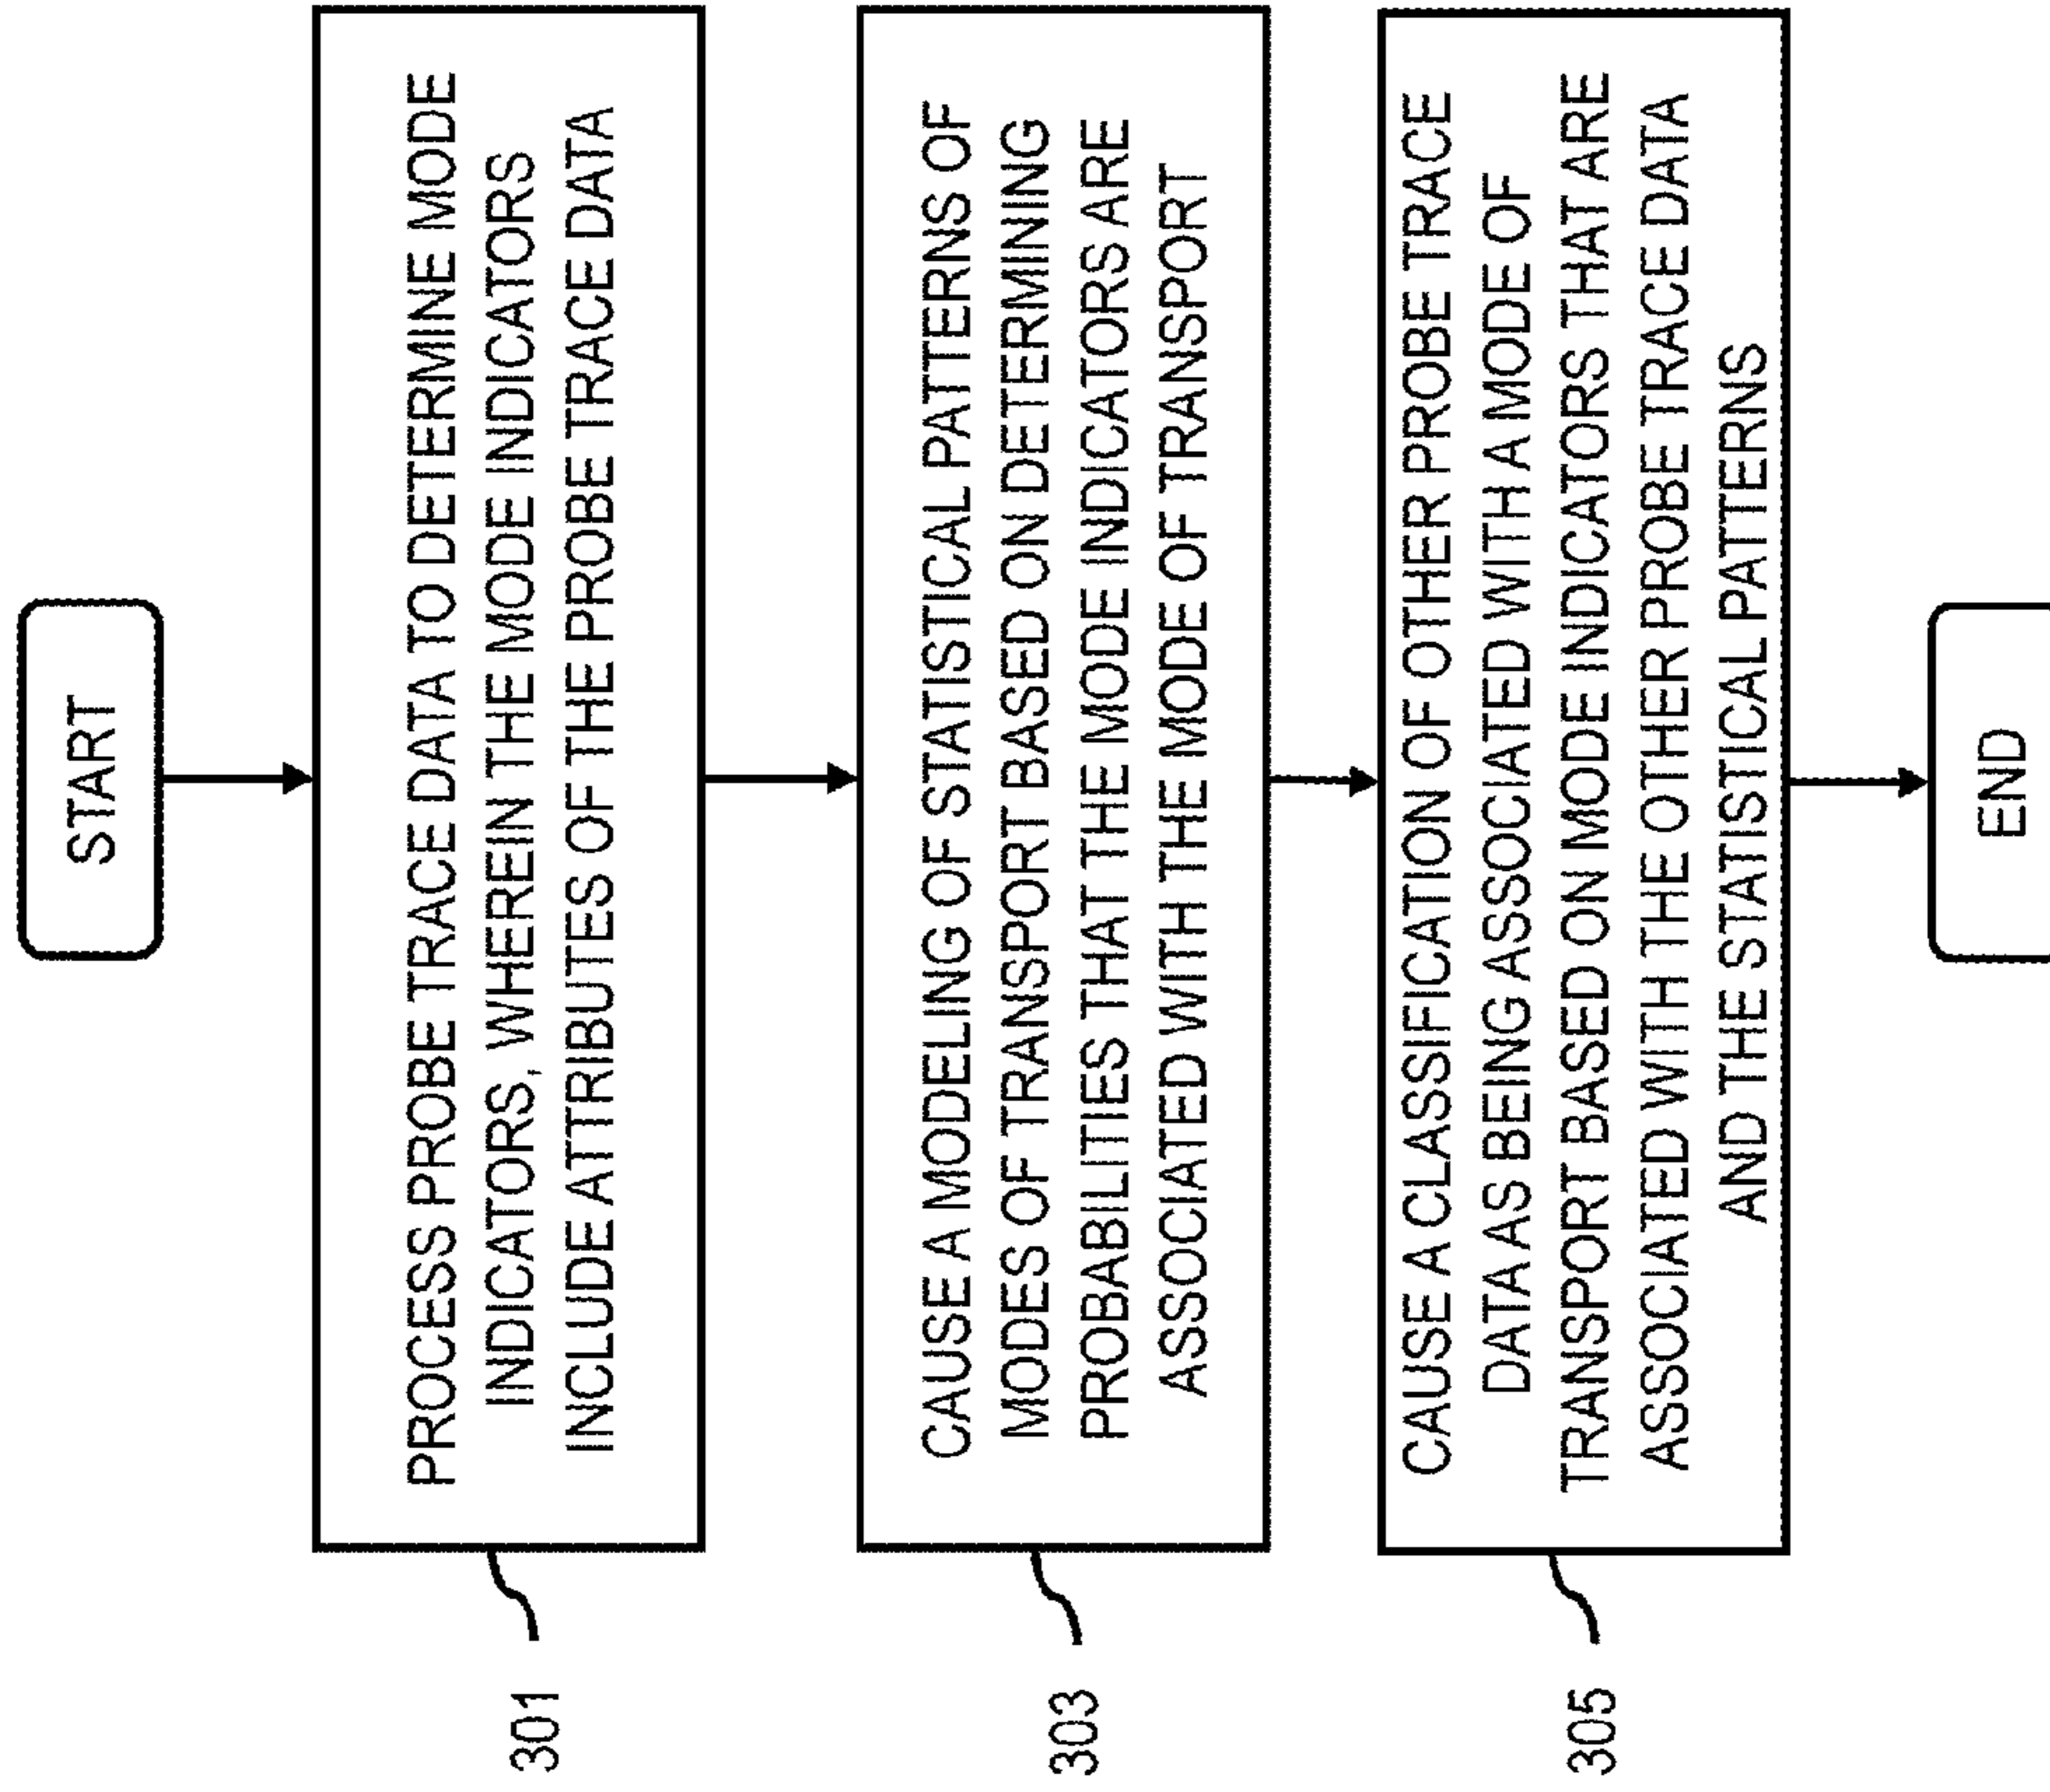 START
PROCESS PROBE TRACE DATA TO DETERMINE MODE
INDICATORS, WHEREIN THE MODE INDICATORS
INCLUDE ATTRIBUTES OF THE PROBE TRACE DATA
301
CAUSE A MODELING OF STATISTICAL PATTERNS OF
MODES OF TRANSPORT BASED ON DETERMINING
PROBABILITIES THAT THE MODE INDICATORS ARE
ASSOCIATED WITH THE MODE OF TRANSPORT
303
CAUSE A CLASSIFICATION OF OTHER PROBE TRACE
DATA AS BEING ASSOCIATED WITH A MODE OF
TRANSPORT BASED ON MODE INDICATORS THAT ARE
ASSOCIATED WITH THE OTHER PROBE TRACE DATA
AND THE STATISTICAL PATTERNS
305
END